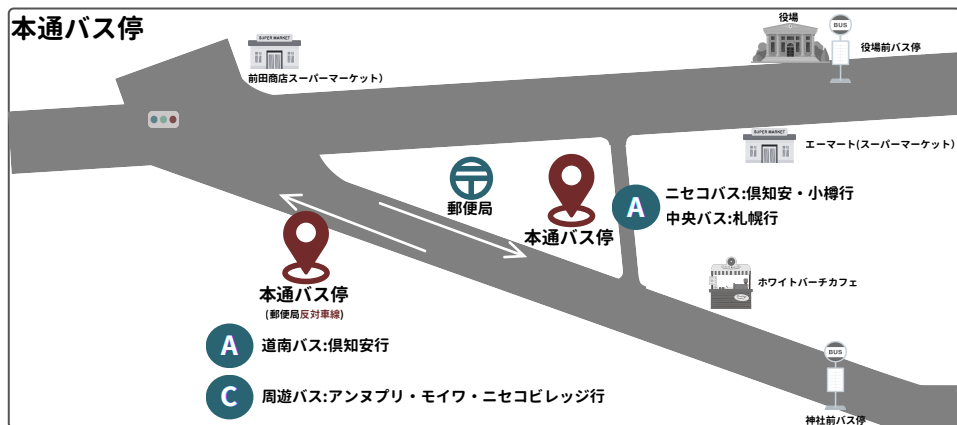 本通バス停
SUPER MARKET
前田商店スーパーマーケット）
役場
BUS
役場前バス停
SUPER MARKET
エーマート(スーパーマーケット)
郵便局
本通バス停
A
ニセコバス:倶知安・小樽行
中央バス:札幌行
本通バス停
(郵便局反対車線)
ホワイトバーチカフェ
A
道南バス:倶知安行
C
周遊バス:アンヌプリ・モイワ・ニセコビレッジ行
BUS
神社前バス停